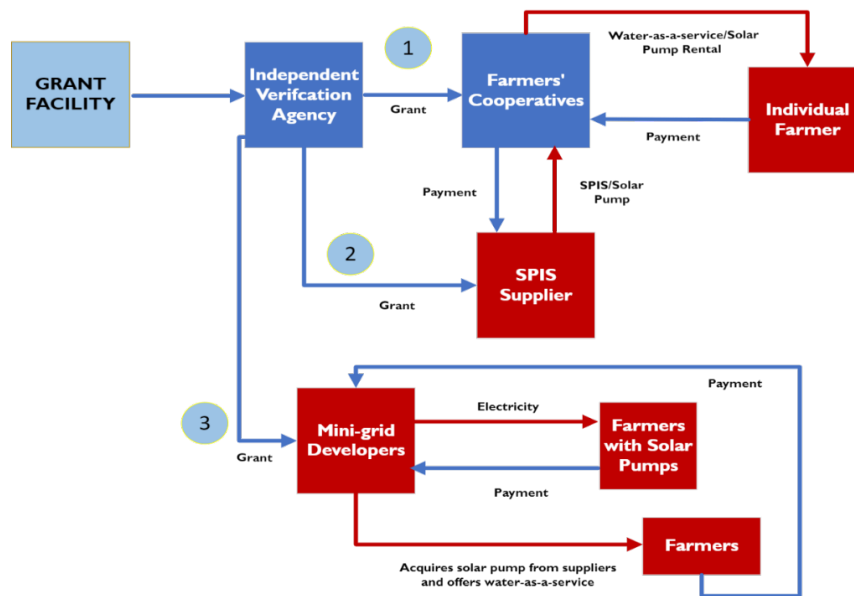 GRANT
FACILITY
Independent
Verifcation
Agency
1
Grant
Farmers'
Cooperatives
Water-as-a-service/Solar
Pump Rental
Individual
Farmer
Payment
Payment
SPIS/Solar
Pump
2
Grant
SPIS
Supplier
3
Grant
Mini-grid
Developers
Electricity
Payment
Farmers
with Solar
Pumps
Payment
Farmers
Acquires solar pump from suppliers
and offers water-as-a-service